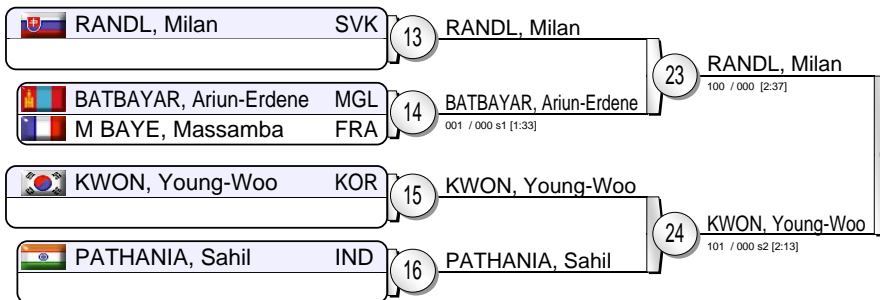 RANDL, Milan SVK
13
RANDL, Milan
BATBAYAR, Ariun-Erdene MGL
M BAYE, Massamba FRA
14
BATBAYAR, Ariun-Erdene
001 / 000 s1 [1:33]
23
RANDL, Milan
100 / 000 [2:37]
KWON, Young-Woo KOR
15
KWON, Young-Woo
PATHANIA, Sahil IND
16
PATHANIA, Sahil
24
KWON, Young-Woo
101 / 000 s2 [2:13]